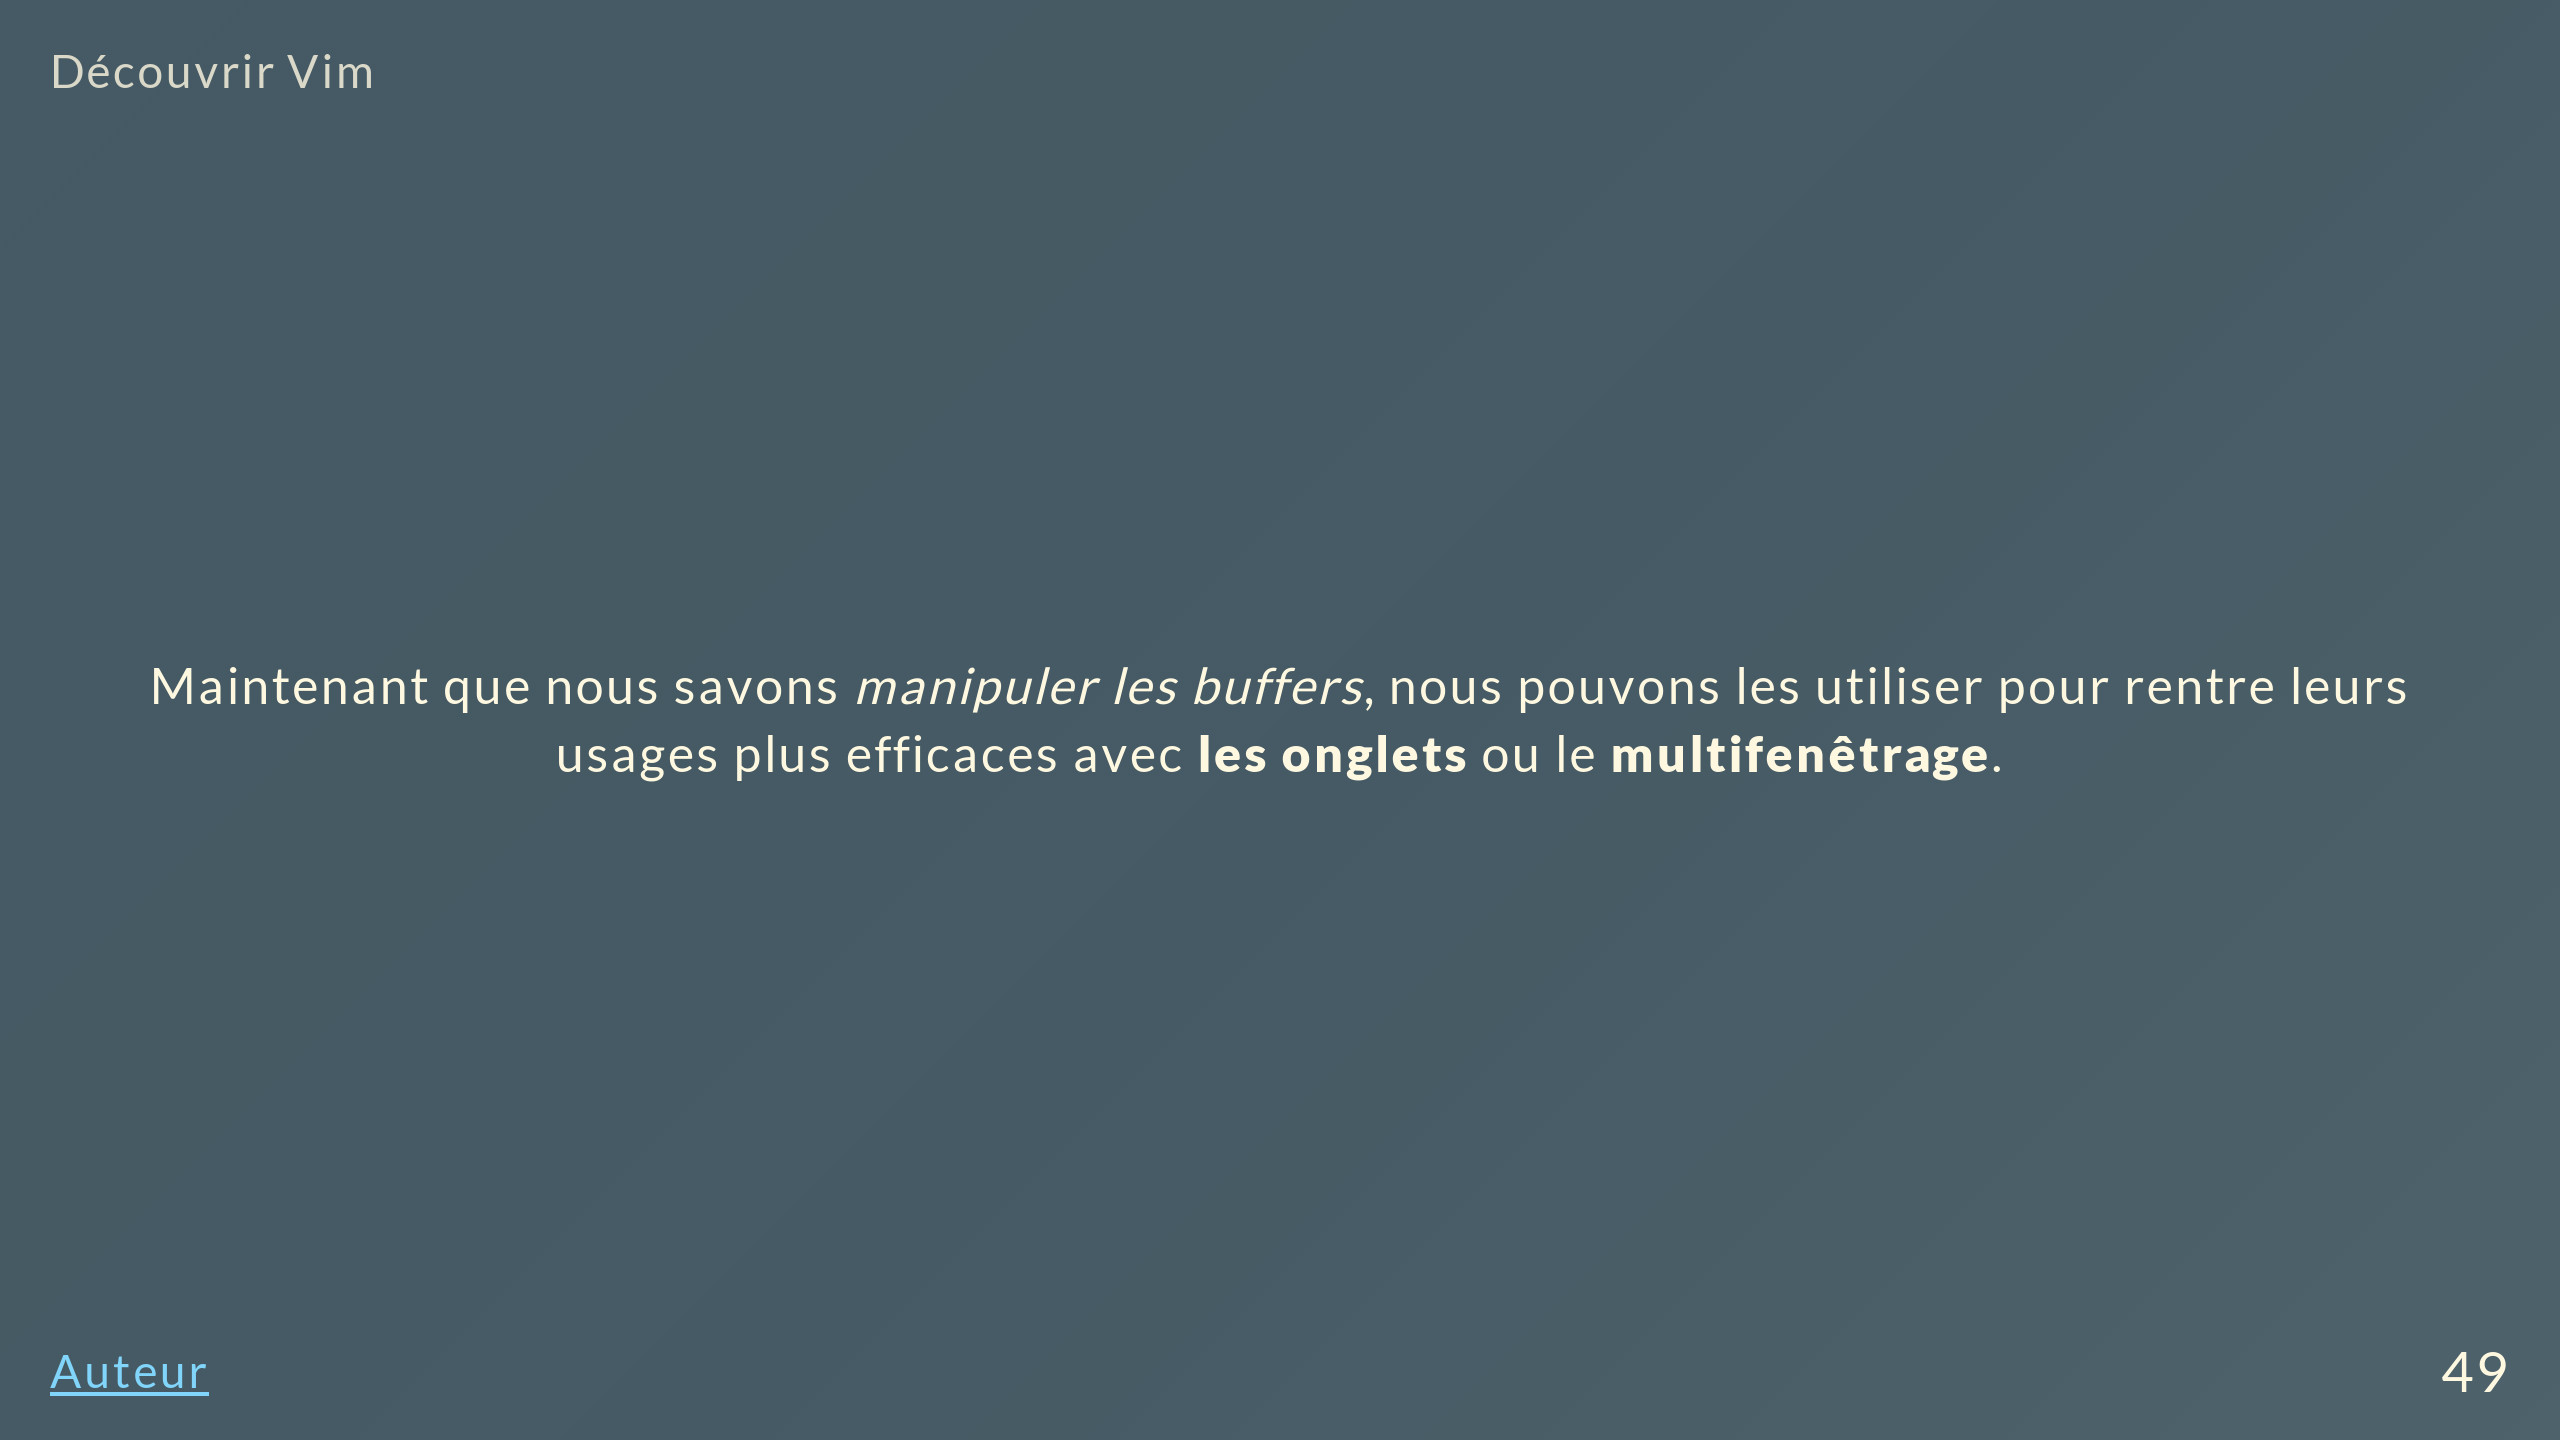 Découvrir Vim
Maintenant que nous savons manipuler les buffers, nous pouvons les utiliser pour rentre leurs
usages plus efficaces avec les onglets ou le multifenêtrage.
Auteur
49